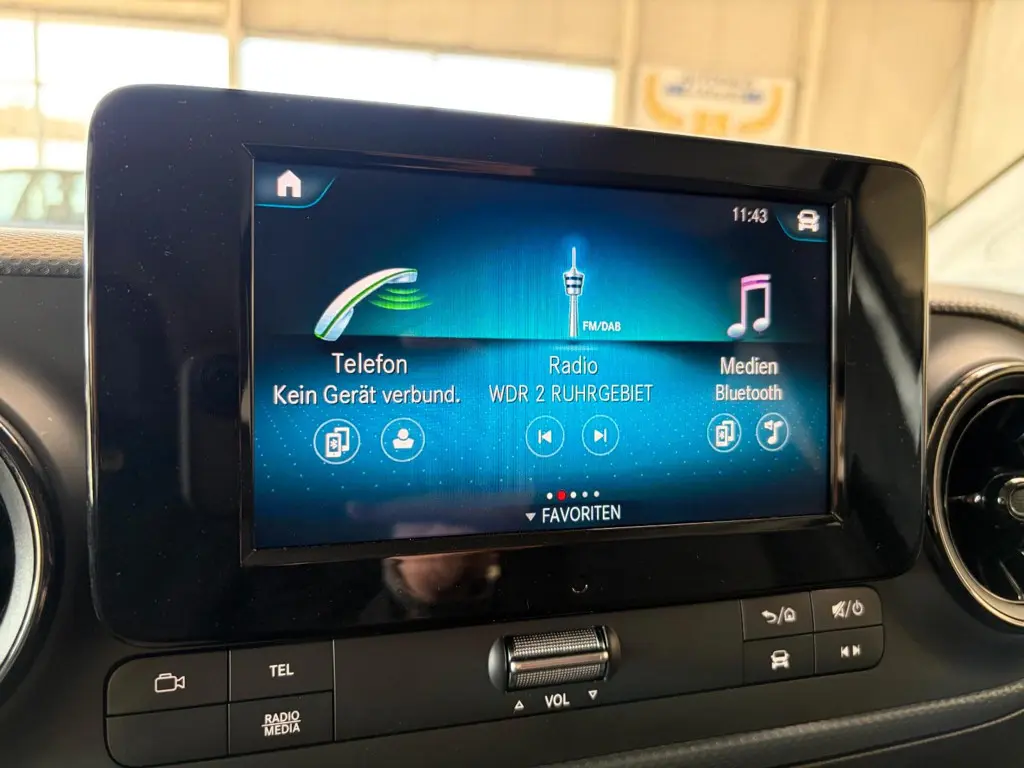 11:43
FM/DAB
Telefon
Kein Gerät verbund.
Radio
WDR 2 RUHRGEBIET
Medien
Bluetooth
FAVORITEN
TEL
RADIO
MEDIA
VOL